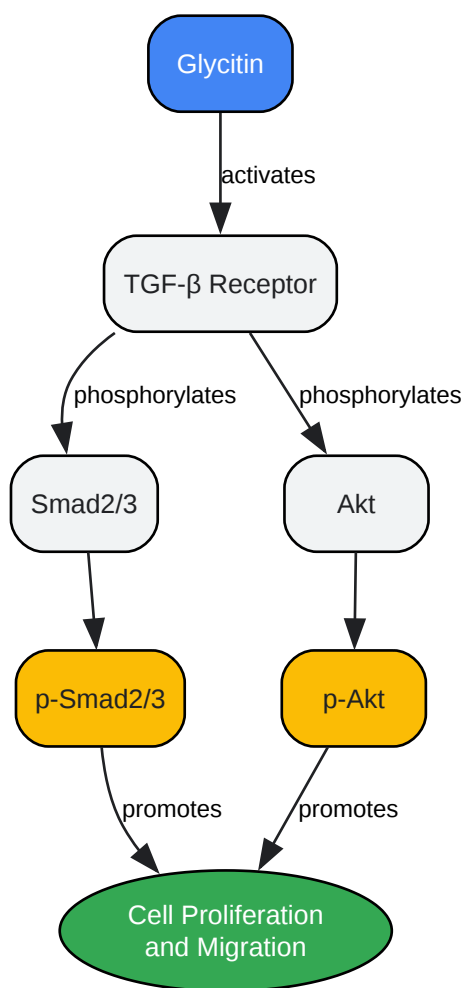 Glycitin
activates
TGF-β Receptor
phosphorylates
phosphorylates
Smad2/3
Akt
p-Smad2/3
p-Akt
promotes
promotes
Cell Proliferation
and Migration